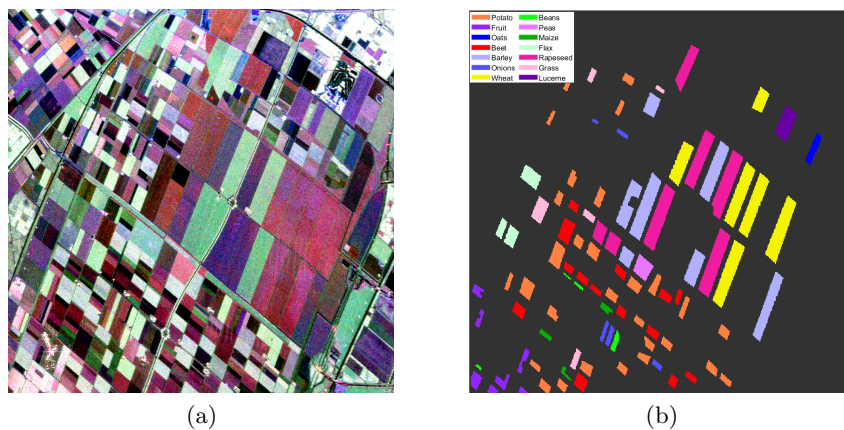 Potato Beans
Fruit Peas
Oats Maize
Beet Flax
Barley Rapeseed
Onions Grass
Wheat Lucerne
(a) (b)